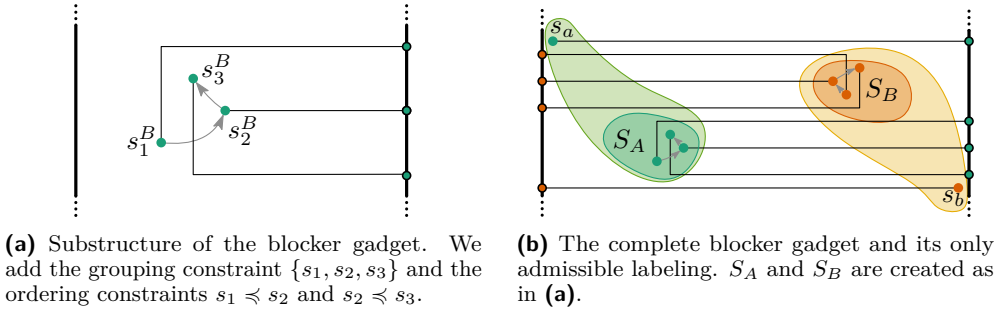 s_3^B
s_2^B
s_1^B
s_a
S_B
S_A
s_b
(a) Substructure of the blocker gadget. We
add the grouping constraint {s_1, s_2, s_3} and the
ordering constraints s_1 ≼ s_2 and s_2 ≼ s_3.
(b) The complete blocker gadget and its only
admissible labeling. S_A and S_B are created as
in (a).